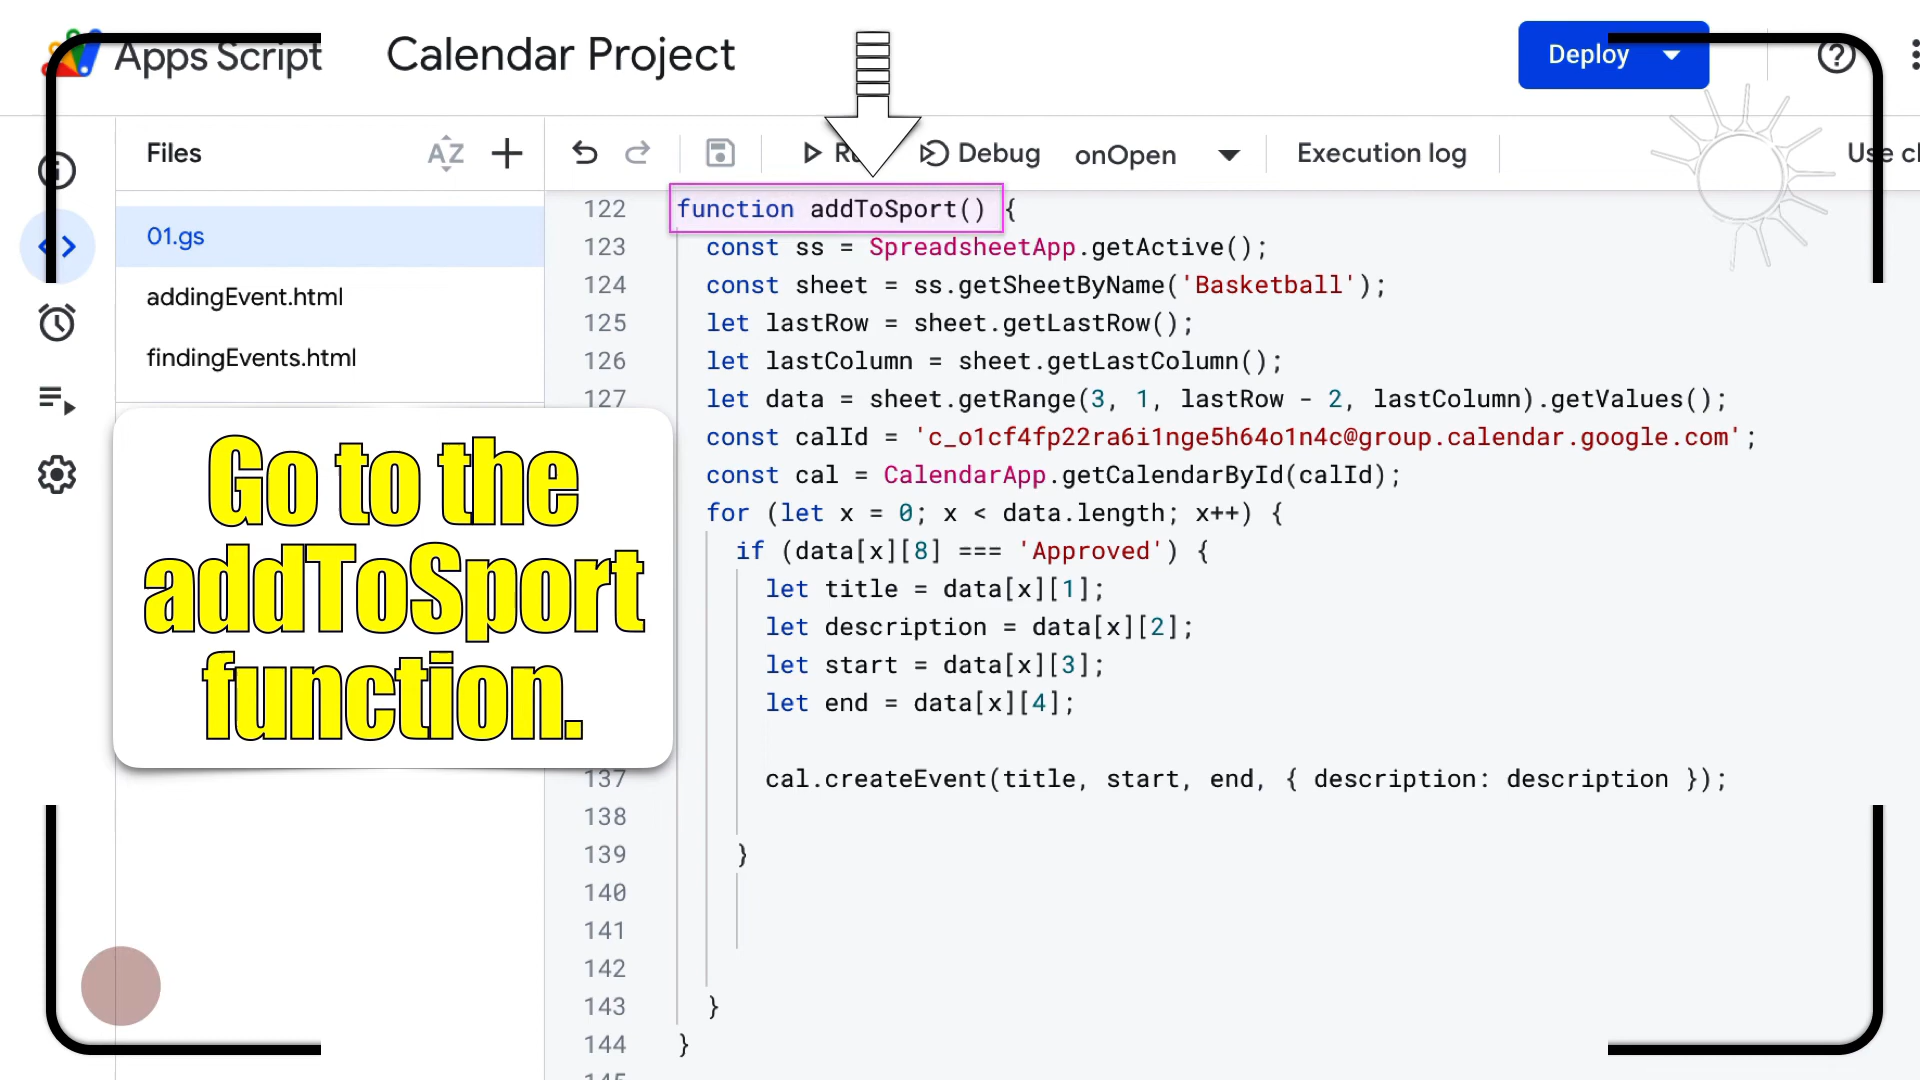 Apps Script
Calendar Project
Deploy
Files
AZ
Debug
onOpen
Execution log
Use
01.gs
addingEvent.html
findingEvents.html
Go to the
addToSport
function.
122 function addToSport() {
123 const ss = SpreadsheetApp.getActive();
124 const sheet = ss.getSheetByName('Basketball');
125 let lastRow = sheet.getLastRow();
126 let lastColumn = sheet.getLastColumn();
127 let data = sheet.getRange(3, 1, lastRow - 2, lastColumn).getValues();
const calId = 'c_o1cf4fp22ra6i1nge5h64o1n4c@group.calendar.google.com';
const cal = CalendarApp.getCalendarById(calId);
for (let x = 0; x < data.length; x++) {
if (data[x][8] === 'Approved') {
let title = data[x][1];
let description = data[x][2];
let start = data[x][3];
let end = data[x][4];
137 cal.createEvent(title, start, end, { description: description });
138
139 }
140
141
142
143 }
144 }